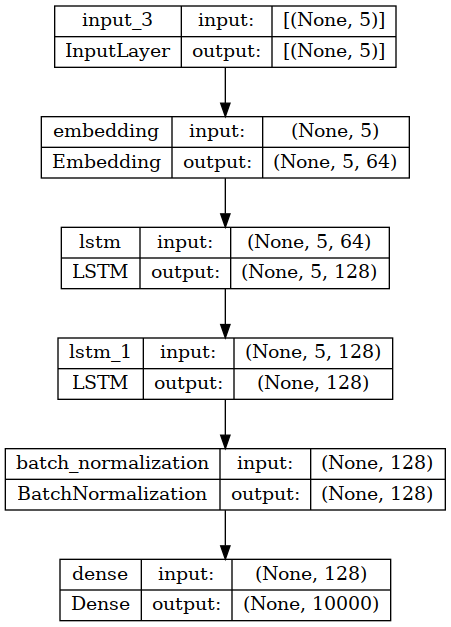 input_3 input: [(None, 5)]
InputLayer output: [(None, 5)]
embedding input: (None, 5)
Embedding output: (None, 5, 64)
lstm input: (None, 5, 64)
LSTM output: (None, 5, 128)
lstm_1 input: (None, 5, 128)
LSTM output: (None, 128)
batch_normalization input: (None, 128)
BatchNormalization output: (None, 128)
dense input: (None, 128)
Dense output: (None, 10000)